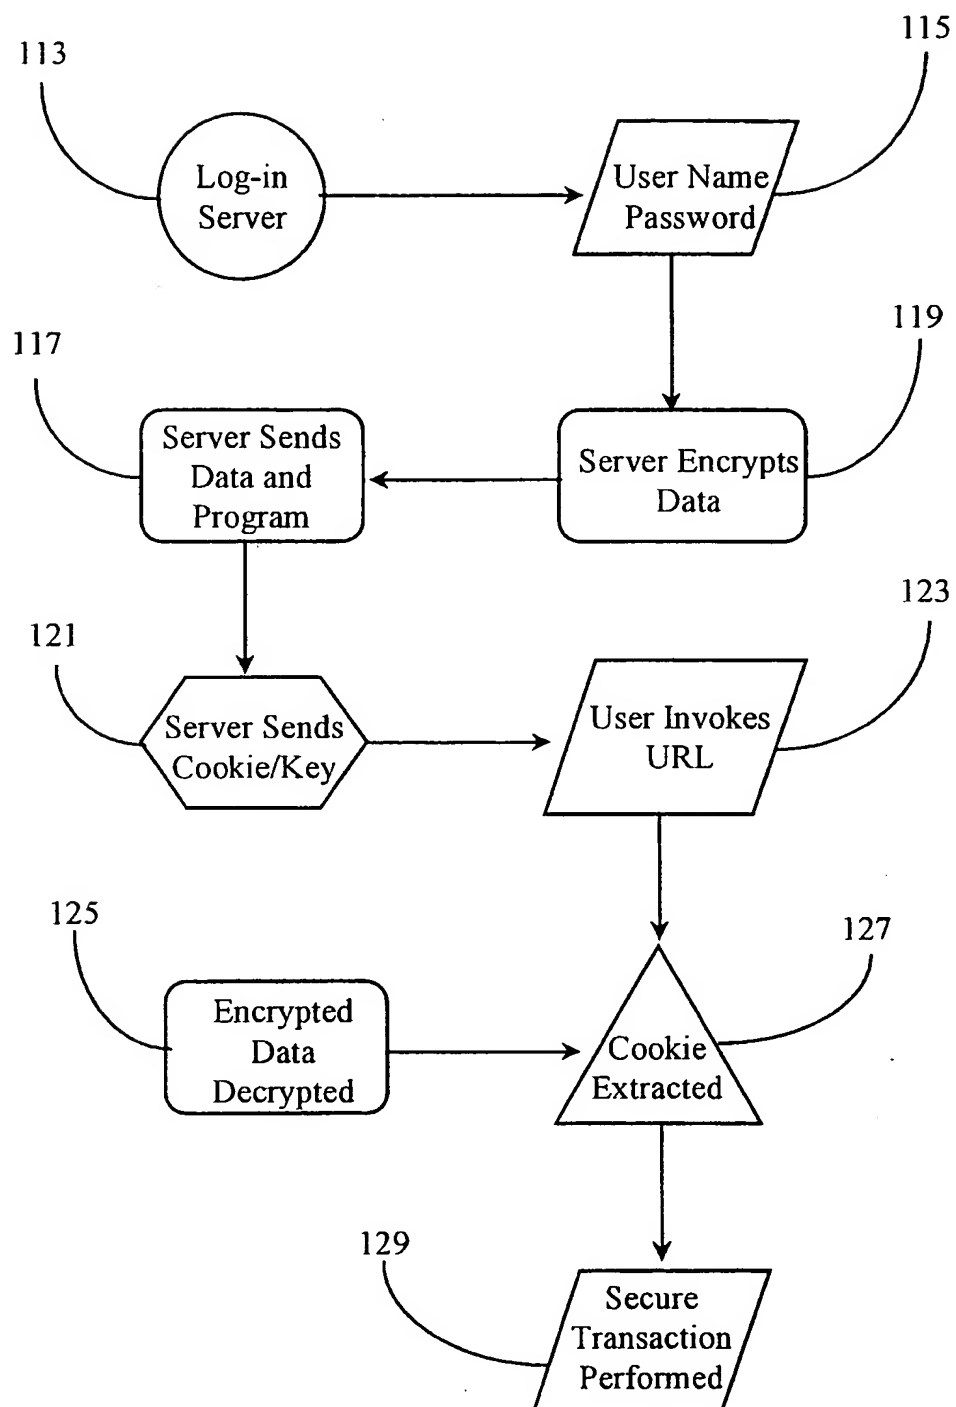 113
115
Log-in
Server
User Name
Password
117
119
Server Sends
Data and
Program
Server Encrypts
Data
121
123
Server Sends
Cookie/Key
User Invokes
URL
125
127
Encrypted
Data
Decrypted
Cookie
Extracted
129
Secure
Transaction
Performed